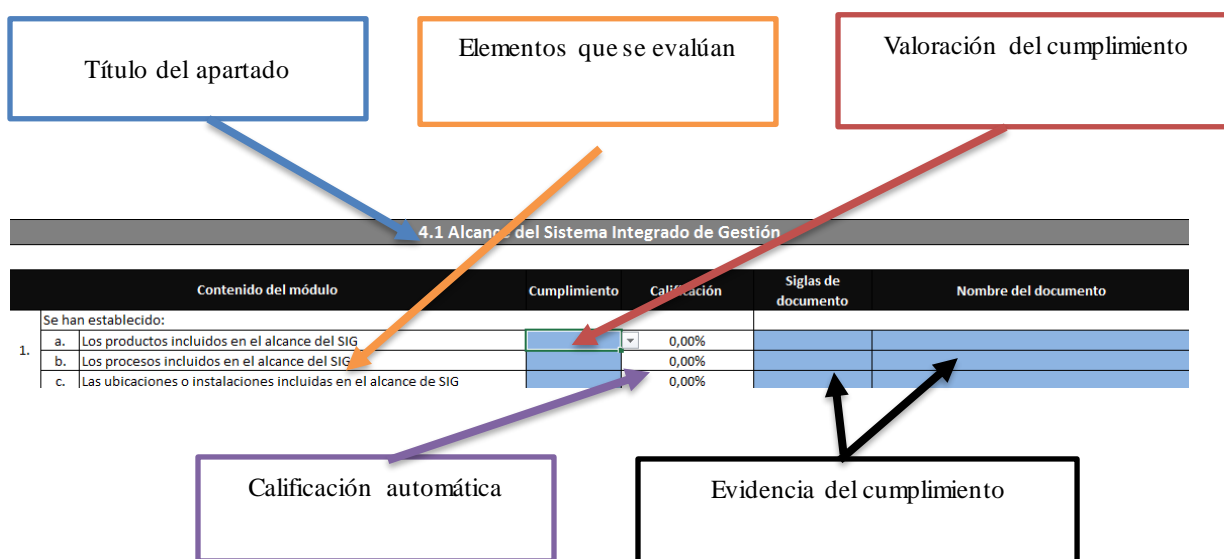 Título del apartado
Elementos que se evalúan
Valoración del cumplimiento
4.1 Alcance del Sistema Integrado de Gestión
Contenido del módulo Cumplimiento Calificación Siglas de documento Nombre del documento
Se han establecido:
1.
a. Los productos incluidos en el alcance del SIG 0,00%
b. Los procesos incluidos en el alcance del SIG 0,00%
c. Las ubicaciones o instalaciones incluidas en el alcance de SIG 0,00%
Calificación automática
Evidencia del cumplimiento